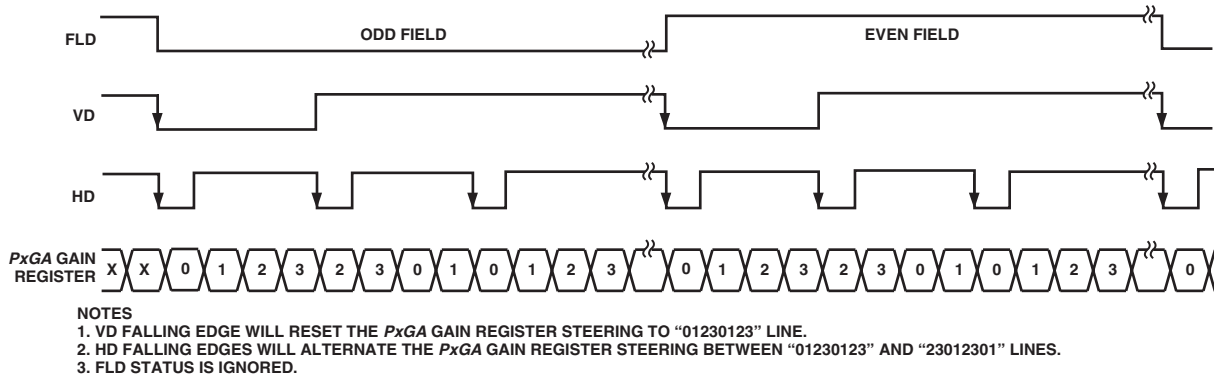 FLD
ODD FIELD
EVEN FIELD
VD
HD
PxGA GAIN
REGISTER
X X 0 1 2 3 2 3 0 1 0 1 2 3 0 1 2 3 2 3 0 1 0 1 2 3 0
NOTES
1. VD FALLING EDGE WILL RESET THE PxGA GAIN REGISTER STEERING TO “01230123” LINE.
2. HD FALLING EDGES WILL ALTERNATE THE PxGA GAIN REGISTER STEERING BETWEEN “01230123” AND “23012301” LINES.
3. FLD STATUS IS IGNORED.